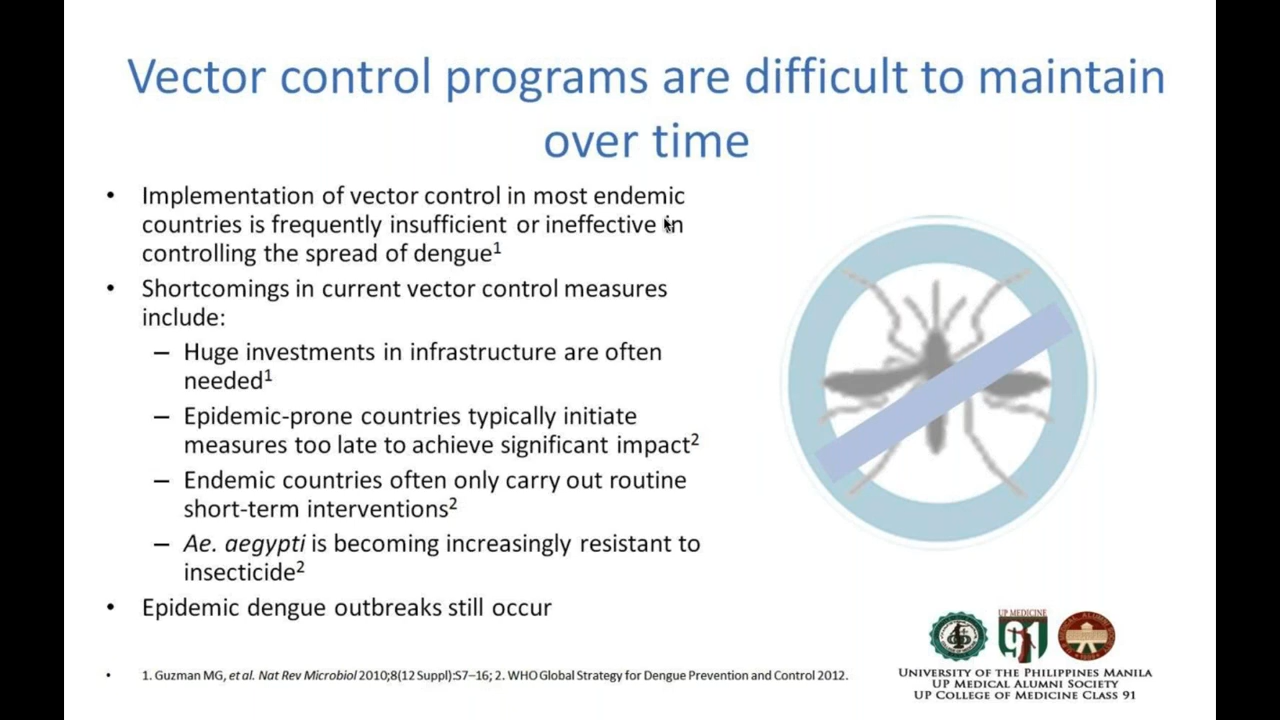 Vector control programs are difficult to maintain
over time
• Implementation of vector control in most endemic
countries is frequently insufficient or ineffective in
controlling the spread of dengue¹
• Shortcomings in current vector control measures
include:
– Huge investments in infrastructure are often
needed¹
– Epidemic-prone countries typically initiate
measures too late to achieve significant impact²
– Endemic countries often only carry out routine
short-term interventions²
– Ae. aegypti is becoming increasingly resistant to
insecticide²
• Epidemic dengue outbreaks still occur
• 1. Guzman MG, et al. Nat Rev Microbiol 2010;8(12 Suppl):S7–16; 2. WHO Global Strategy for Dengue Prevention and Control 2012.
UP MEDICINE
91
UNIVERSITY OF THE PHILIPPINES MANILA
UP MEDICAL ALUMNI SOCIETY
UP COLLEGE OF MEDICINE CLASS 91